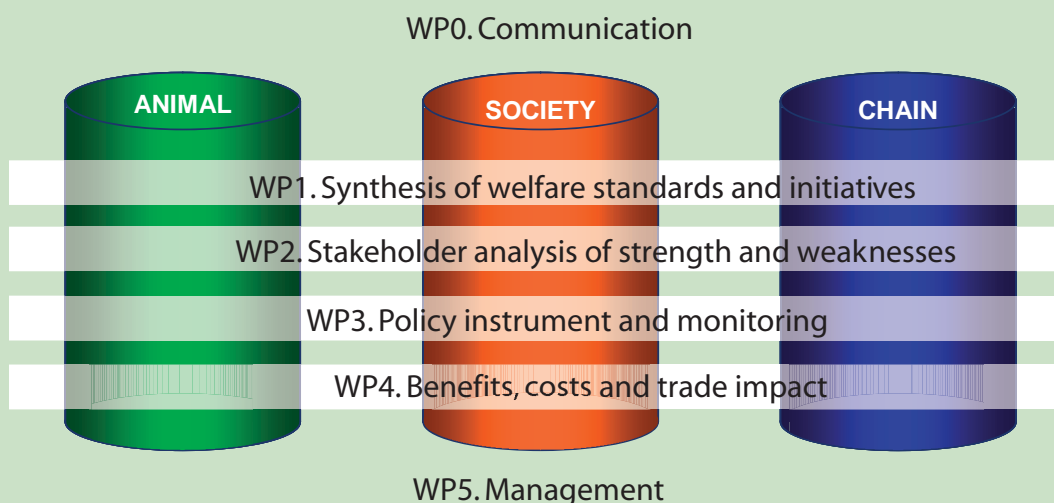 WP0. Communication
ANIMAL
SOCIETY
CHAIN
WP1. Synthesis of welfare standards and initiatives
WP2. Stakeholder analysis of strength and weaknesses
WP3. Policy instrument and monitoring
WP4. Benefits, costs and trade impact
WP5. Management